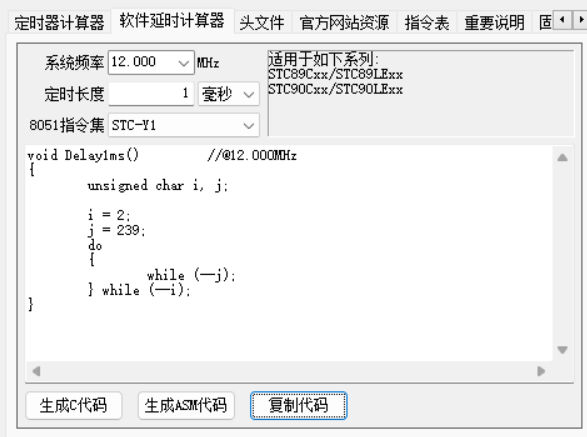 定时器计算器 软件延时计算器 头文件 官方网站资源 指令表 重要说明 固
系统频率 12.000 MHz
定时长度 1 毫秒
8051指令集 STC-Y1
适用于如下系列:
STC89Cxx/STC89LExx
STC90Cxx/STC90LExx
void Delay1ms() //@12.000MHz
{
unsigned char i, j;
i = 2;
j = 239;
do
{
while (--j);
} while (--i);
}
生成C代码 生成ASM代码 复制代码